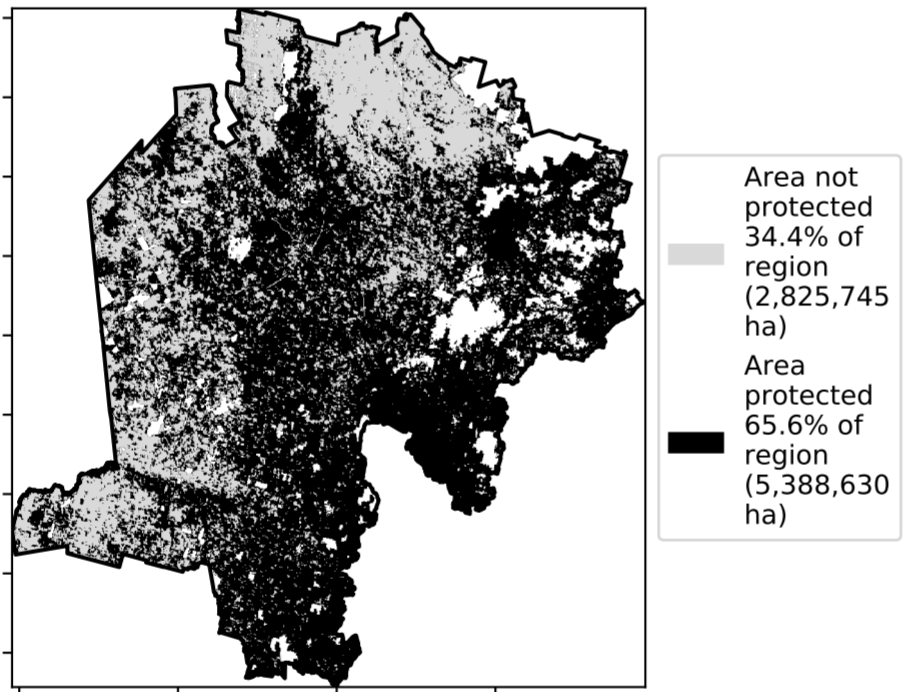 Area not
protected
34.4% of
region
(2,825,745
ha)
Area
protected
65.6% of
region
(5,388,630
ha)